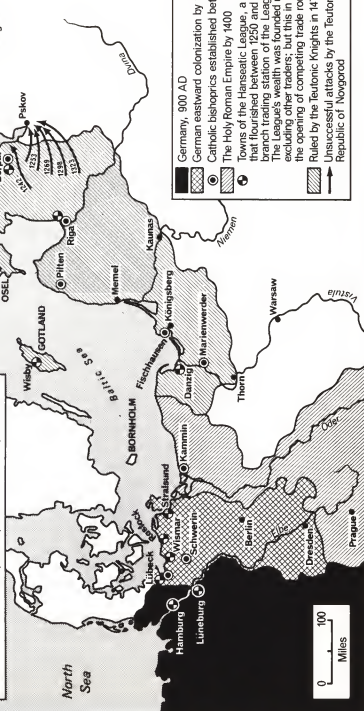 North
Sea
Baltic Sea
OSEL
GOTLAND
Wisby
BORNHOLM
Pskov
1242
1253
1269
1298
1323
Dvina
Riga
Pilten
Memel
Kaunas
Niemen
Königsberg
Fischhausen
Marienwerder
Danzig
Thorn
Warsaw
Vistula
Kammin
Oder
Stralsund
Rostock
Wismar
Lübeck
Schwerin
Hamburg
Lüneburg
Berlin
Elbe
Dresden
Prague
0 100
Miles
Germany, 900 AD
German eastward colonization by
Catholic bishoprics established bef
The Holy Roman Empire by 1400
Towns of the Hanseatic League, a
that flourished between 1250 and
branch trading station of the Leag
The League's wealth was founded
excluding other traders; but this in
the opening of competing trade ro
Ruled by the Teutonic Knights in 14
Unsuccessful attacks by the Teuto
Republic of Novgorod